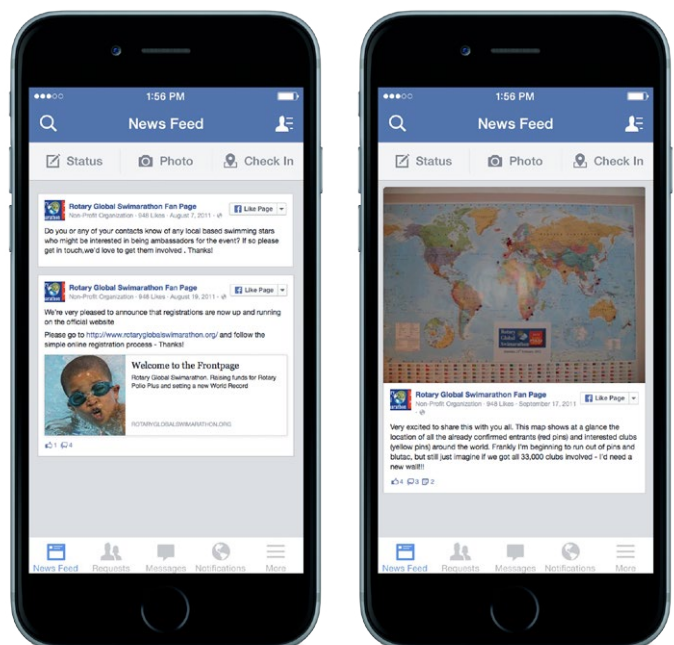 1:56 PM
News Feed
Status Photo Check In
Rotary Global Swimarathon Fan Page
Like Page
Non-Profit Organization · 948 Likes · August 7, 2011 ·
Do you or any of your contacts know of any local based swimming stars
who might be interested in being ambassadors for the event? If so please
get in touch,we'd love to get them involved . Thanks!
Rotary Global Swimarathon Fan Page
Like Page
Non-Profit Organization · 948 Likes · August 19, 2011 ·
We're very pleased to announce that registrations are now up and running
on the official website
Please go to http://www.rotaryglobalswimarathon.org/ and follow the
simple online registration process - Thanks!
Welcome to the Frontpage
Rotary Global Swimarathon. Raising funds for Rotary
Polio Plus and setting a new World Record
ROTARYGLOBALSWIMARATHON.ORG
1 4
News Feed Requests Messages Notifications More
1:56 PM
News Feed
Status Photo Check In
Rotary
Global
Swimarathon
Rotary Global Swimarathon Fan Page
Like Page
Non-Profit Organization · 948 Likes · September 17, 2011
·
Very excited to share this with you all. This map shows at a glance the
location of all the already confirmed entrants (red pins) and interested clubs
(yellow pins) around the world. Frankly I'm beginning to run out of pins and
blutac, but still just imagine if we got all 33,000 clubs involved - I'd need a
new wall!!!
4 3 2
News Feed Requests Messages Notifications More